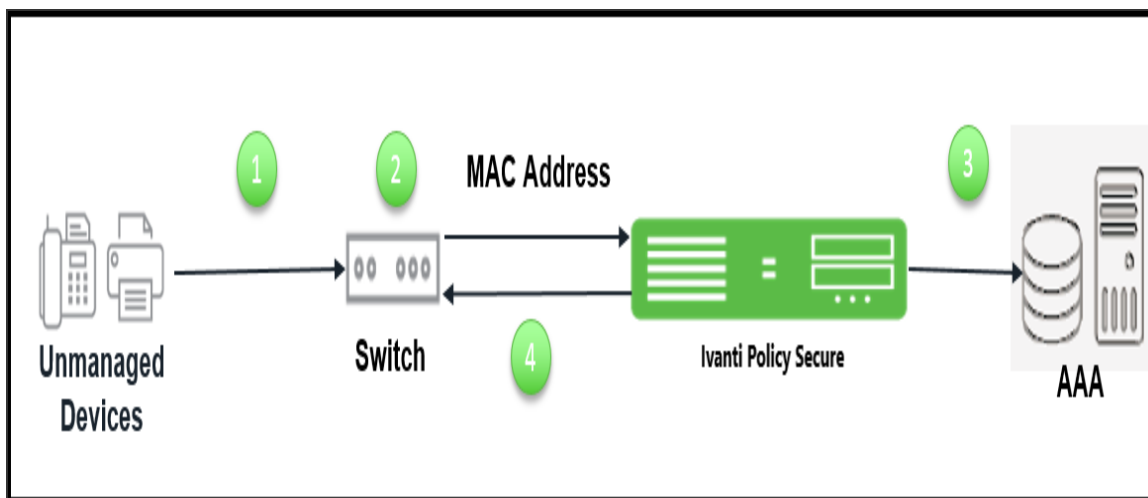 1
2
MAC Address
3
Unmanaged
Devices
Switch
4
Ivanti Policy Secure
AAA